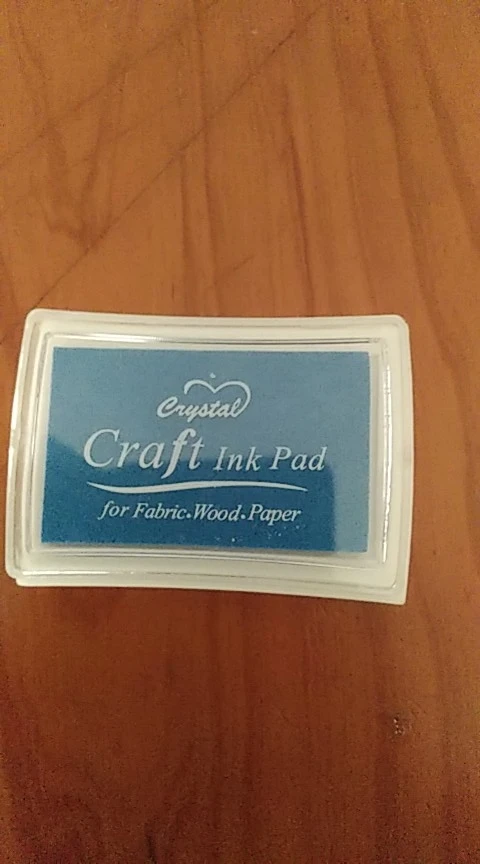 Crystal
Craft Ink Pad
for Fabric.Wood.Paper